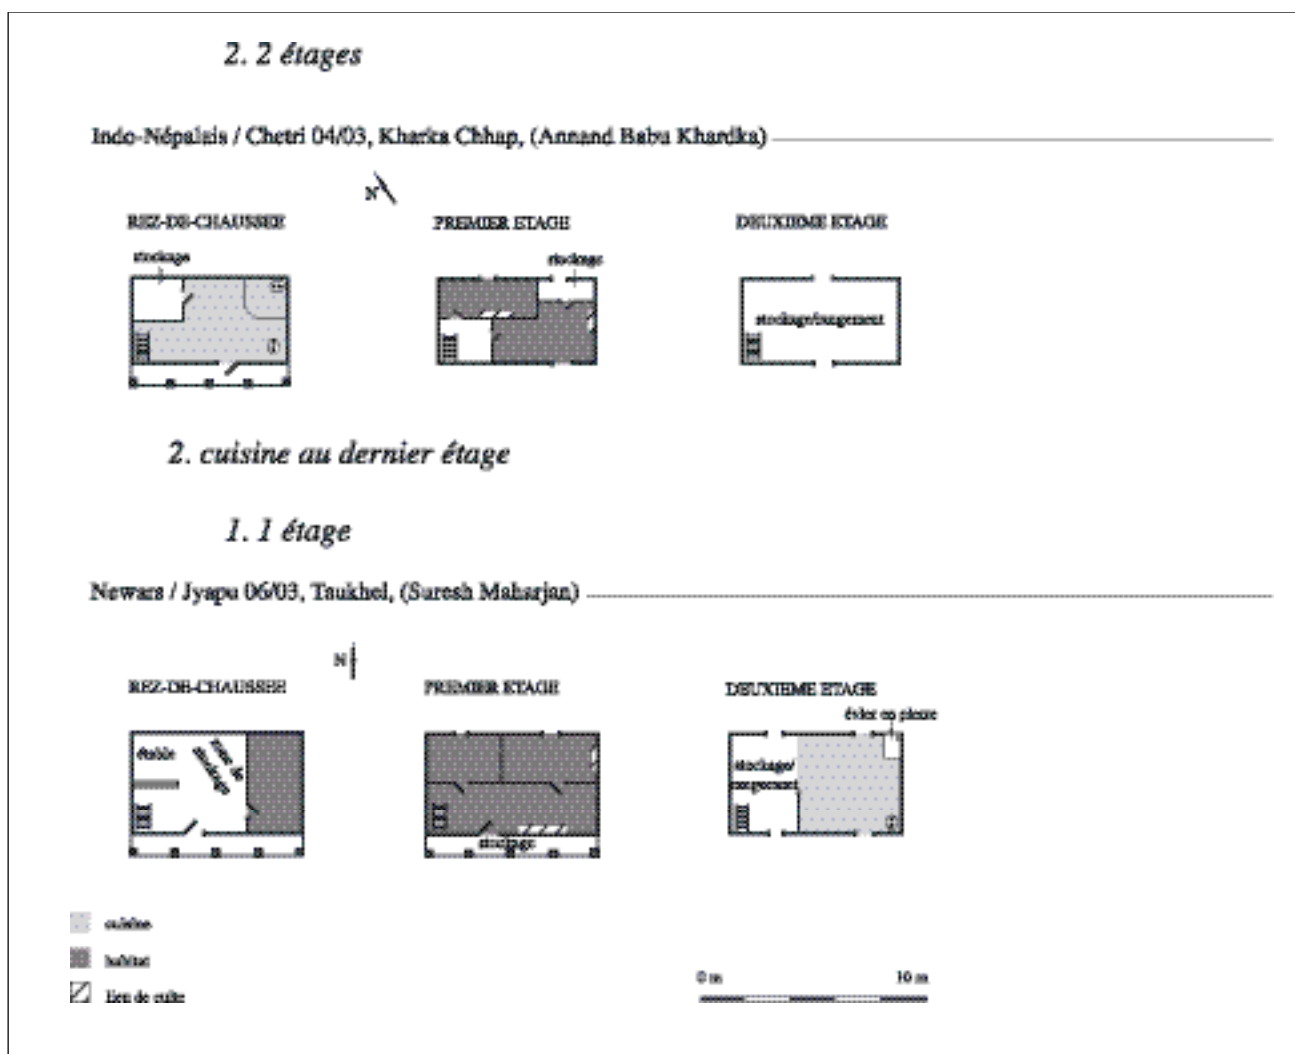 2. 2 étages
Indo-Népalais / Chetri 04/03, Kharka Chhap, (Annand Babu Khardka)
N
REZ-DE-CHAUSSEE
PREMIER ETAGE
DEUXIEME ETAGE
stockage
stockage
stockage/rangement
2. cuisine au dernier étage
1. 1 étage
Newars / Jyapu 06/03, Taukhel, (Suresh Maharjan)
N
REZ-DE-CHAUSSEE
PREMIER ETAGE
DEUXIEME ETAGE
évier en pierre
étable
zone de
stockage
stockage/
rangement
stockage
cuisine
habitat
lieu de culte
0 m
10 m